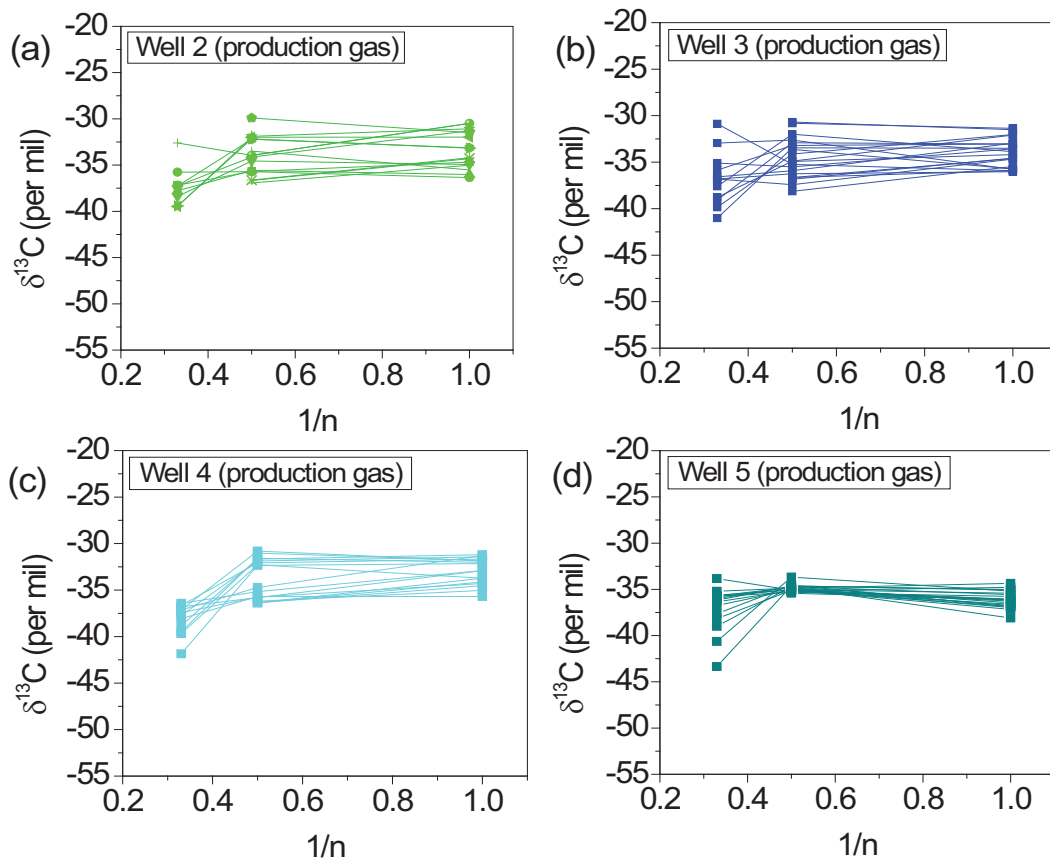 (a)
Well 2 (production gas)
-20
-25
-30
-35
-40
-45
-50
-55
δ¹³C (per mil)
0.2 0.4 0.6 0.8 1.0
1/n
(b)
Well 3 (production gas)
-20
-25
-30
-35
-40
-45
-50
-55
δ¹³C (per mil)
0.2 0.4 0.6 0.8 1.0
1/n
(c)
Well 4 (production gas)
-20
-25
-30
-35
-40
-45
-50
-55
δ¹³C (per mil)
0.2 0.4 0.6 0.8 1.0
1/n
(d)
Well 5 (production gas)
-20
-25
-30
-35
-40
-45
-50
-55
δ¹³C (per mil)
0.2 0.4 0.6 0.8 1.0
1/n